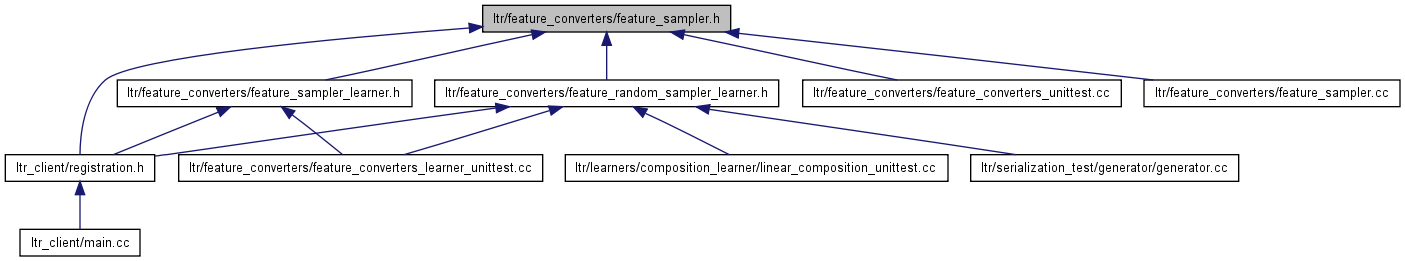 ltr/feature_converters/feature_sampler.h
ltr/feature_converters/feature_sampler_learner.h
ltr/feature_converters/feature_random_sampler_learner.h
ltr/feature_converters/feature_converters_unittest.cc
ltr/feature_converters/feature_sampler.cc
ltr_client/registration.h
ltr/feature_converters/feature_converters_learner_unittest.cc
ltr/learners/composition_learner/linear_composition_unittest.cc
ltr/serialization_test/generator/generator.cc
ltr_client/main.cc